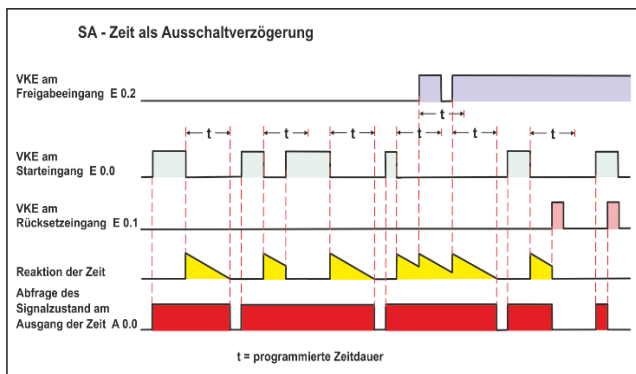 SA - Zeit als Ausschaltverzögerung
VKE am
Freigabeeingang E 0.2
t
t t t t t t
VKE am
Starteingang E 0.0
VKE am
Rücksetzeingang E 0.1
Reaktion der Zeit
Abfrage des
Signalzustand am
Ausgang der Zeit A 0.0
t = programmierte Zeitdauer